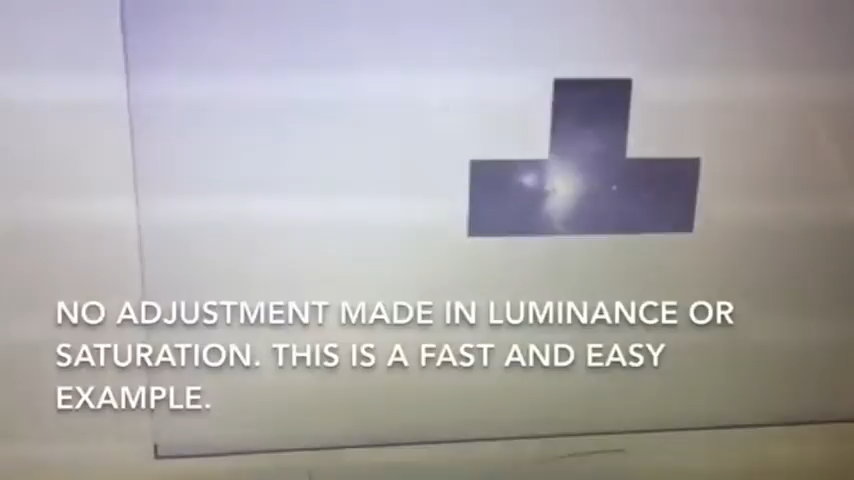 NO ADJUSTMENT MADE IN LUMINANCE OR
SATURATION. THIS IS A FAST AND EASY
EXAMPLE.